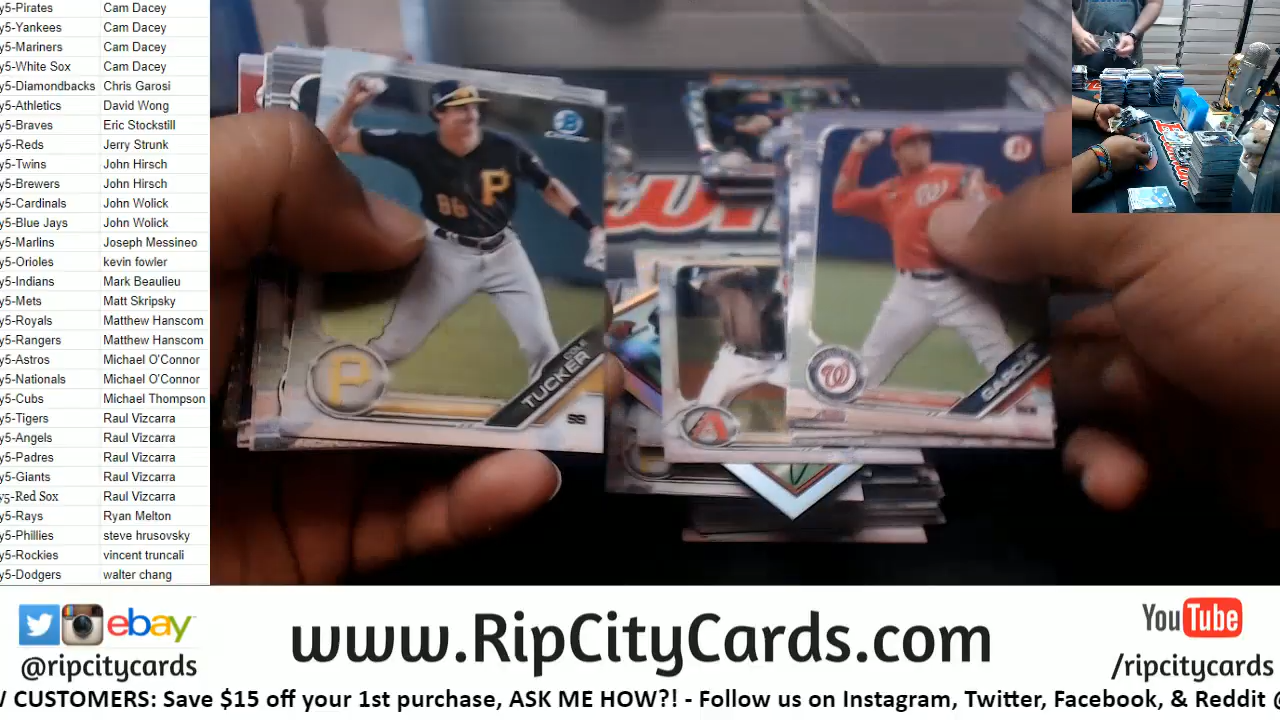 y5-Pirates Cam Dacey
y5-Yankees Cam Dacey
y5-Mariners Cam Dacey
y5-White Sox Cam Dacey
y5-Diamondbacks Chris Garosi
y5-Athletics David Wong
y5-Braves Eric Stockstill
y5-Reds Jerry Strunk
y5-Twins John Hirsch
y5-Brewers John Hirsch
y5-Cardinals John Wolick
y5-Blue Jays John Wolick
y5-Marlins Joseph Messineo
y5-Orioles kevin fowler
y5-Indians Mark Beaulieu
y5-Mets Matt Skripsky
y5-Royals Matthew Hanscom
y5-Rangers Matthew Hanscom
y5-Astros Michael O'Connor
y5-Nationals Michael O'Connor
y5-Cubs Michael Thompson
y5-Tigers Raul Vizcarra
y5-Angels Raul Vizcarra
y5-Padres Raul Vizcarra
y5-Giants Raul Vizcarra
y5-Red Sox Raul Vizcarra
y5-Rays Ryan Melton
y5-Phillies steve hrusovsky
y5-Rockies vincent truncali
y5-Dodgers walter chang
P
COLE
TUCKER
SS
W
GARCIA
A
ebay
@ripcitycards
www.RipCityCards.com
YouTube
/ripcitycards
CUSTOMERS: Save $15 off your 1st purchase, ASK ME HOW?! - Follow us on Instagram, Twitter, Facebook, & Reddit @